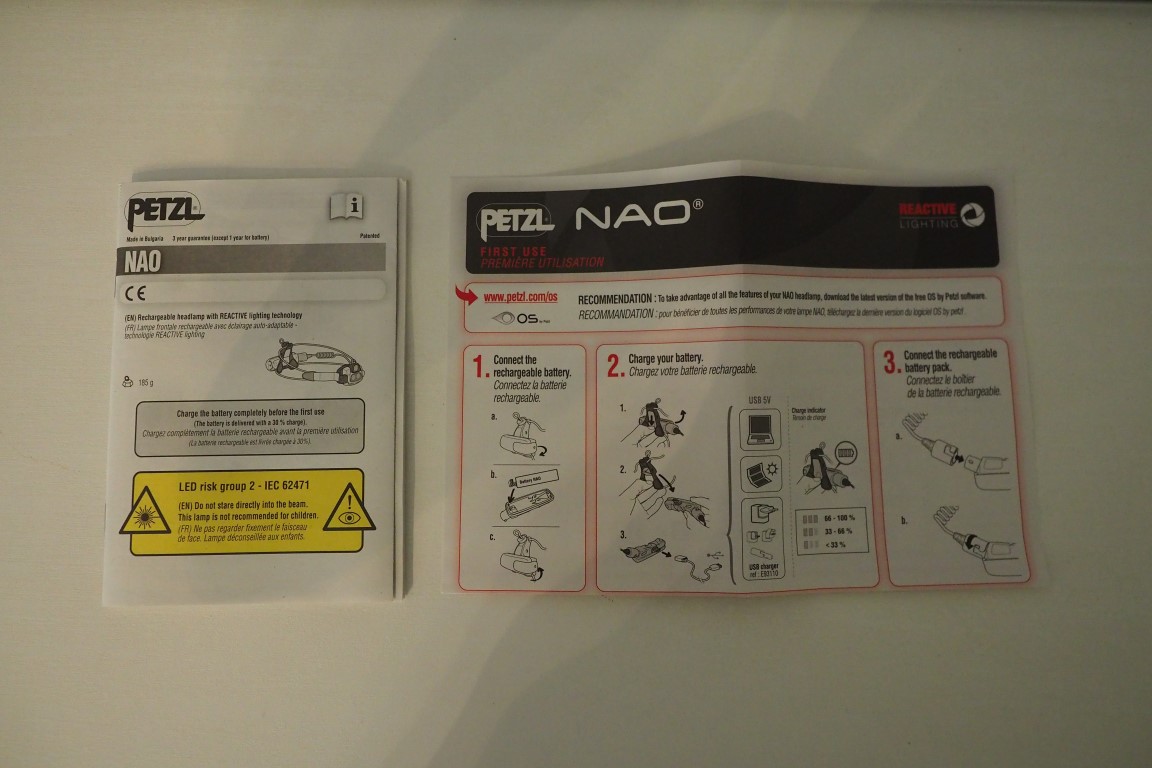 PETZL
i
Made in Bulgaria 3 year guarantee (except 1 year for battery) Patented
NAO
CE
(EN) Rechargeable headlamp with REACTIVE lighting technology
(FR) Lampe frontale rechargeable avec éclairage auto-adaptable -
technologie REACTIVE lighting
185 g
Charge the battery completely before the first use
(The battery is delivered with a 30 % charge).
Chargez complètement la batterie rechargeable avant la première utilisation
(La batterie rechargeable est livrée chargée à 30%).
LED risk group 2 - IEC 62471
(EN) Do not stare directly into the beam.
This lamp is not recommended for children.
(FR) Ne pas regarder fixement le faisceau
de face. Lampe déconseillée aux enfants.
PETZL NAO®
REACTIVE
LIGHTING
FIRST USE
PREMIÈRE UTILISATION
www.petzl.com/os
OS by Petzl
RECOMMENDATION : To take advantage of all the features of your NAO headlamp, download the latest version of the free OS by Petzl software.
RECOMMANDATION : pour bénéficier de toutes les performances de votre lampe NAO, téléchargez la dernière version du logiciel OS by petzl
1. Connect the
rechargeable battery.
Connectez la batterie
rechargeable.
a.
b.
Battery NAO
c.
2. Charge your battery.
Chargez votre batterie rechargeable.
1.
2.
3.
USB 5V
USB charger
ref : E93110
Charge indicator
Témoin de charge
66 - 100 %
33 - 66 %
< 33 %
3. Connect the rechargeable
battery pack.
Connectez le boîtier
de la batterie rechargeable.
a.
b.